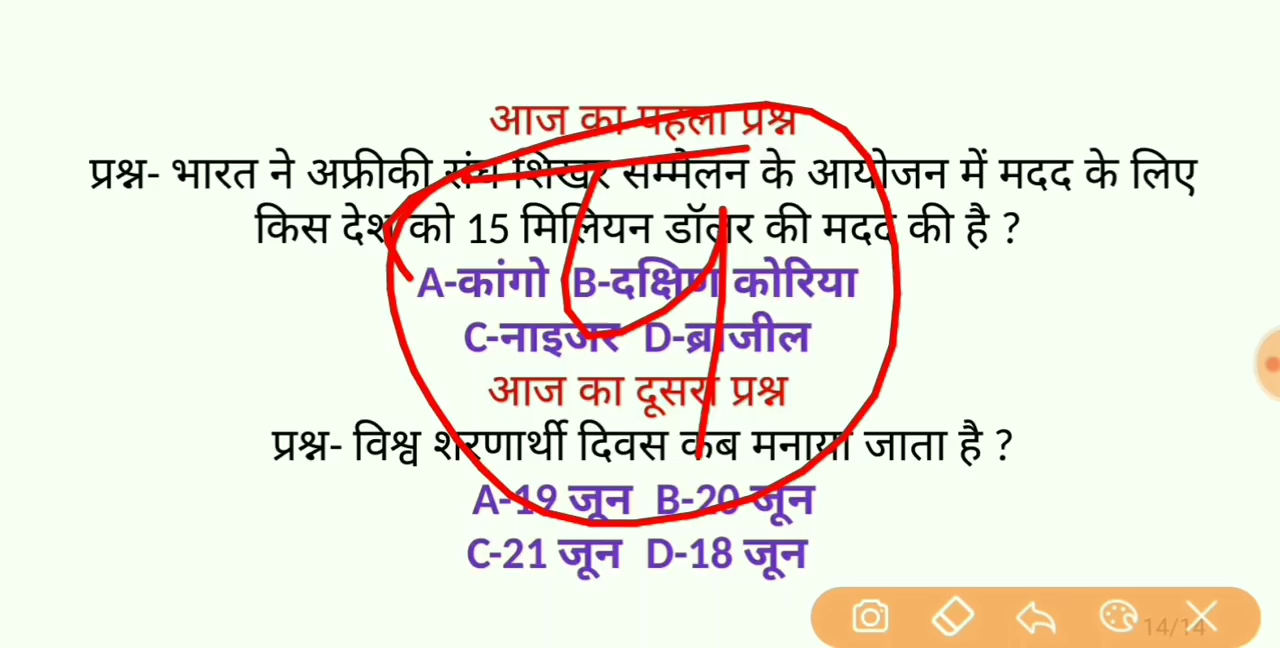 आज का पहला प्रश्न
प्रश्न- भारत ने अफ्रीकी संघ शिखर सम्मेलन के आयोजन में मदद के लिए
किस देश को 15 मिलियन डॉलर की मदद की है ?
A-कांगो B-दक्षिण कोरिया
C-नाइजर D-ब्राजील
आज का दूसरा प्रश्न
प्रश्न- विश्व शरणार्थी दिवस कब मनाया जाता है ?
A-19 जून B-20 जून
C-21 जून D-18 जून
14/14